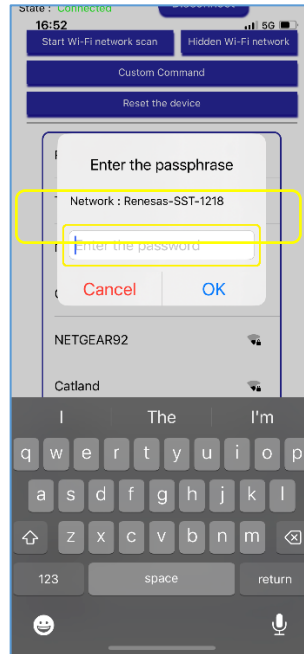 State : Connected
16:52
5G
Start Wi-Fi network scan
Hidden Wi-Fi network
Custom Command
Reset the device
Enter the passphrase
Network : Renesas-SST-1218
Enter the password
Cancel
OK
NETGEAR92
Catland
I The I'm
q w e r t y u i o p
a s d f g h j k l
z x c v b n m
123 space return